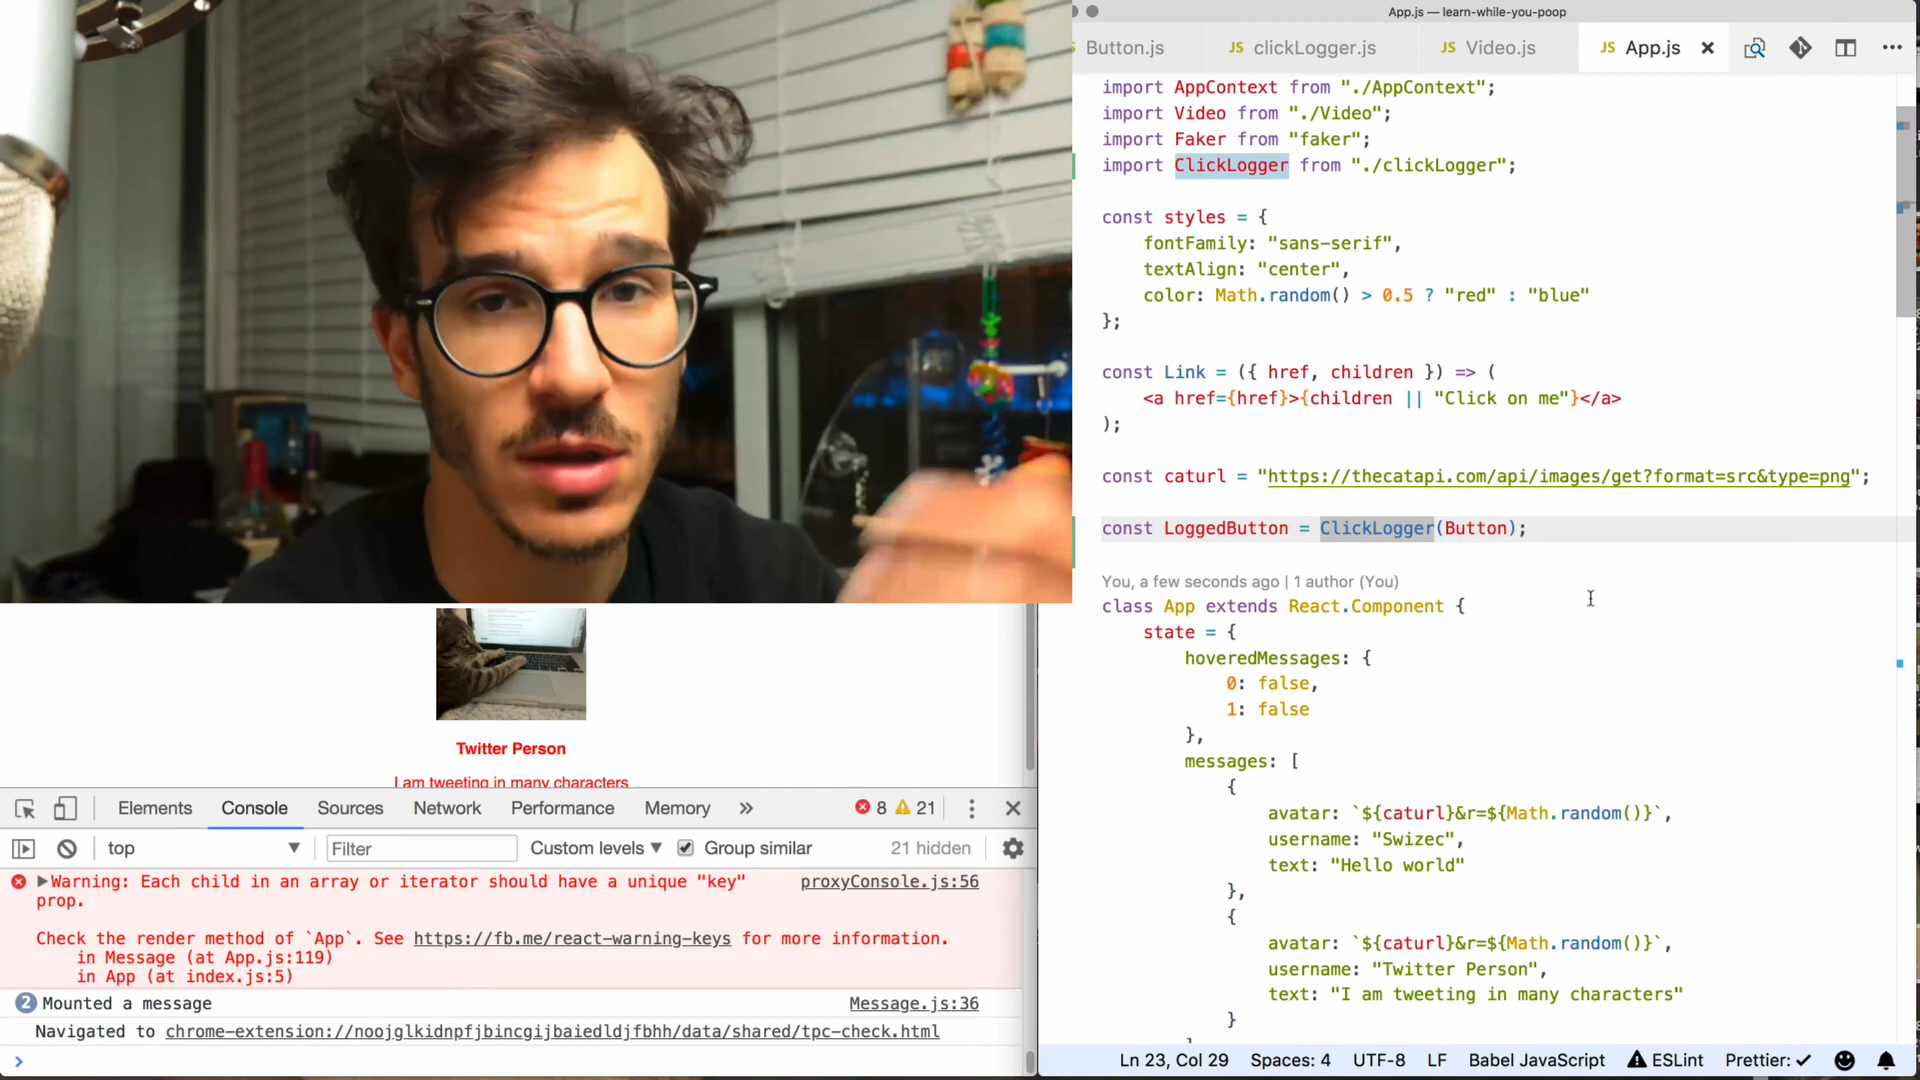 App.js — learn-while-you-poop
Button.js
JS clickLogger.js
JS Video.js
JS App.js
import AppContext from "./AppContext";
import Video from "./Video";
import Faker from "faker";
import ClickLogger from "./clickLogger";
const styles = {
fontFamily: "sans-serif",
textAlign: "center",
color: Math.random() > 0.5 ? "red" : "blue"
};
const Link = ({ href, children }) => (
<a href={href}>{children || "Click on me"}</a>
);
const caturl = "https://thecatapi.com/api/images/get?format=src&type=png";
const LoggedButton = ClickLogger(Button);
You, a few seconds ago | 1 author (You)
class App extends React.Component {
state = {
hoveredMessages: {
0: false,
1: false
},
messages: [
{
avatar: `${caturl}&r=${Math.random()}`,
username: "Swizec",
text: "Hello world"
},
{
avatar: `${caturl}&r=${Math.random()}`,
username: "Twitter Person",
text: "I am tweeting in many characters"
}
Ln 23, Col 29 Spaces: 4 UTF-8 LF Babel JavaScript ESLint Prettier: ✓
Twitter Person
I am tweeting in many characters
Elements Console Sources Network Performance Memory » 8 21
top Filter Custom levels Group similar 21 hidden
Warning: Each child in an array or iterator should have a unique "key" proxyConsole.js:56
prop.
Check the render method of `App`. See https://fb.me/react-warning-keys for more information.
in Message (at App.js:119)
in App (at index.js:5)
2 Mounted a message Message.js:36
Navigated to chrome-extension://noojglkidnpfjbincgijbaiedldjfbhh/data/shared/tpc-check.html